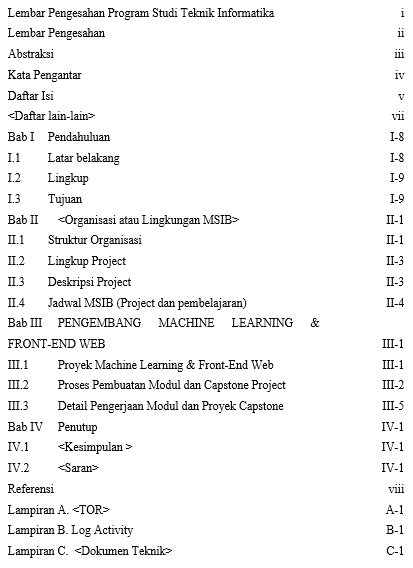 Lembar Pengesahan Program Studi Teknik Informatika i
Lembar Pengesahan ii
Abstraksi iii
Kata Pengantar iv
Daftar Isi v
<Daftar lain-lain> vii
Bab I Pendahuluan I-8
I.1 Latar belakang I-8
I.2 Lingkup I-9
I.3 Tujuan I-9
Bab II <Organisasi atau Lingkungan MSIB> II-1
II.1 Struktur Organisasi II-1
II.2 Lingkup Project II-3
II.3 Deskripsi Project II-3
II.4 Jadwal MSIB (Project dan pembelajaran) II-4
Bab III PENGEMBANG MACHINE LEARNING &
FRONT-END WEB III-1
III.1 Proyek Machine Learning & Front-End Web III-1
III.2 Proses Pembuatan Modul dan Capstone Project III-2
III.3 Detail Pengerjaan Modul dan Proyek Capstone III-5
Bab IV Penutup IV-1
IV.1 <Kesimpulan > IV-1
IV.2 <Saran> IV-1
Referensi viii
Lampiran A. <TOR> A-1
Lampiran B. Log Activity B-1
Lampiran C. <Dokumen Teknik> C-1